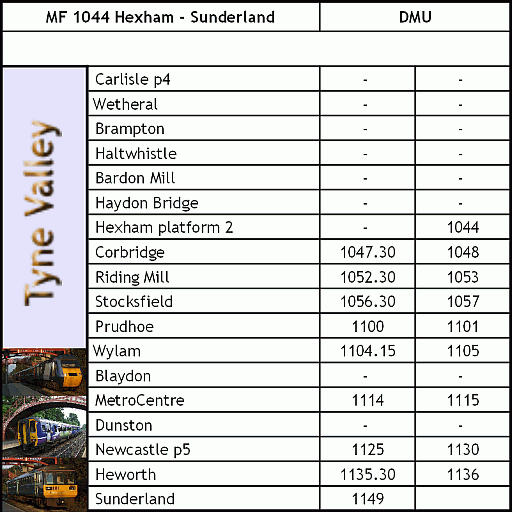 MF 1044 Hexham - Sunderland DMU
Tyne Valley
Carlisle p4 - -
Wetheral - -
Brampton - -
Haltwhistle - -
Bardon Mill - -
Haydon Bridge - -
Hexham platform 2 - 1044
Corbridge 1047.30 1048
Riding Mill 1052.30 1053
Stocksfield 1056.30 1057
Prudhoe 1100 1101
Wylam 1104.15 1105
Blaydon - -
MetroCentre 1114 1115
Dunston - -
Newcastle p5 1125 1130
Heworth 1135.30 1136
Sunderland 1149